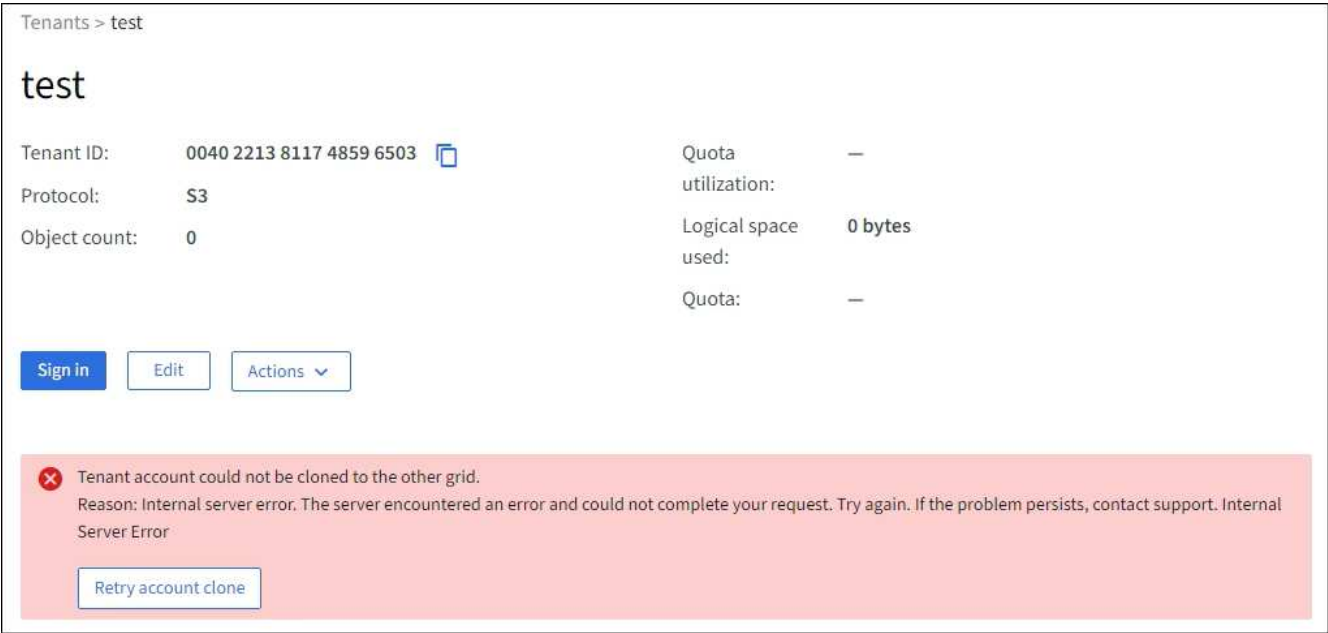 Tenants > test
test
Tenant ID: 0040 2213 8117 4859 6503
Protocol: S3
Object count: 0
Quota utilization: —
Logical space used: 0 bytes
Quota: —
Sign in Edit Actions
Tenant account could not be cloned to the other grid.
Reason: Internal server error. The server encountered an error and could not complete your request. Try again. If the problem persists, contact support. Internal
Server Error
Retry account clone